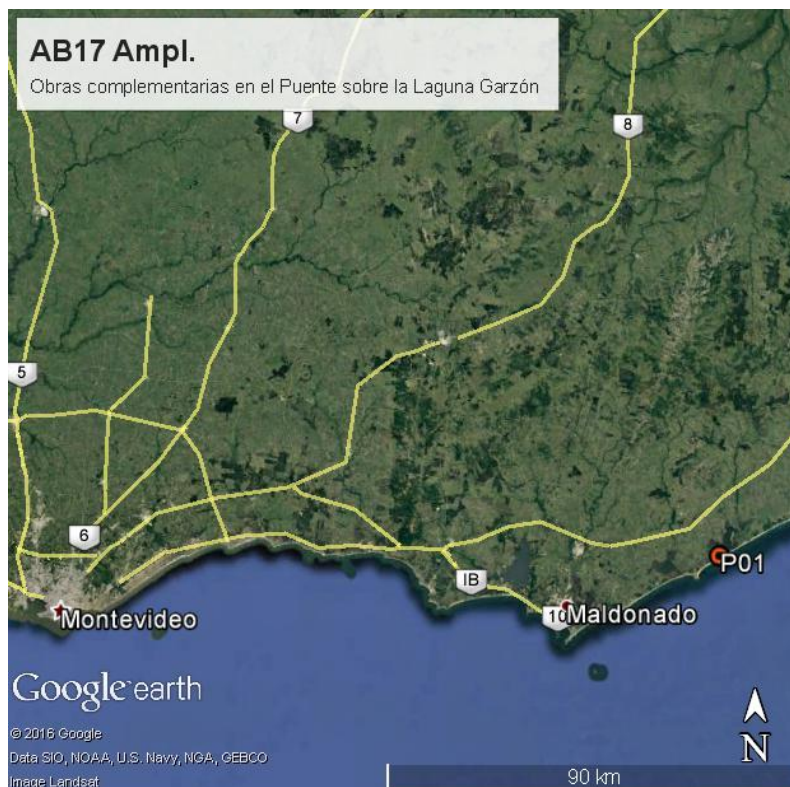 AB17 Ampl.
Obras complementarias en el Puente sobre la Laguna Garzón
7
8
5
6
P01
IB
10
Maldonado
Montevideo
Google earth
© 2016 Google
Data SIO, NOAA, U.S. Navy, NGA, GEBCO
Image Landsat
N
90 km